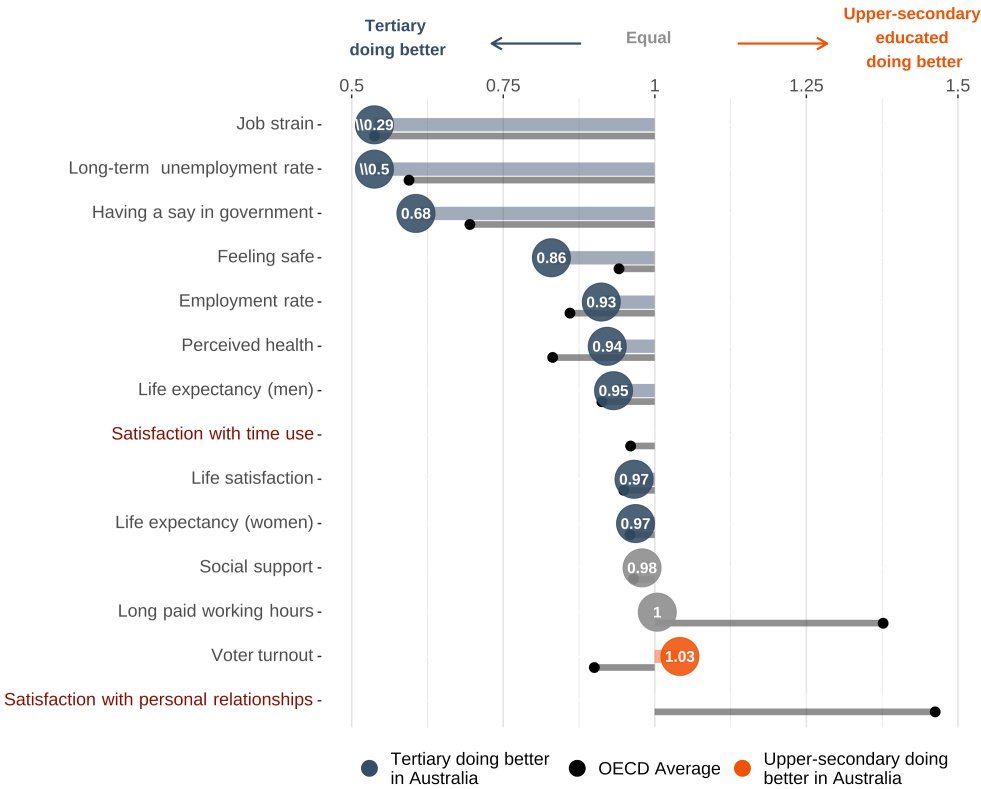 Tertiary
doing better
Equal
Upper-secondary
educated
doing better
0.5 0.75 1 1.25 1.5
Job strain
\\0.29
Long-term unemployment rate
\\0.5
Having a say in government
0.68
Feeling safe
0.86
Employment rate
0.93
Perceived health
0.94
Life expectancy (men)
0.95
Satisfaction with time use
Life satisfaction
0.97
Life expectancy (women)
0.97
Social support
0.98
Long paid working hours
1
Voter turnout
1.03
Satisfaction with personal relationships
Tertiary doing better
in Australia
OECD Average
Upper-secondary doing
better in Australia